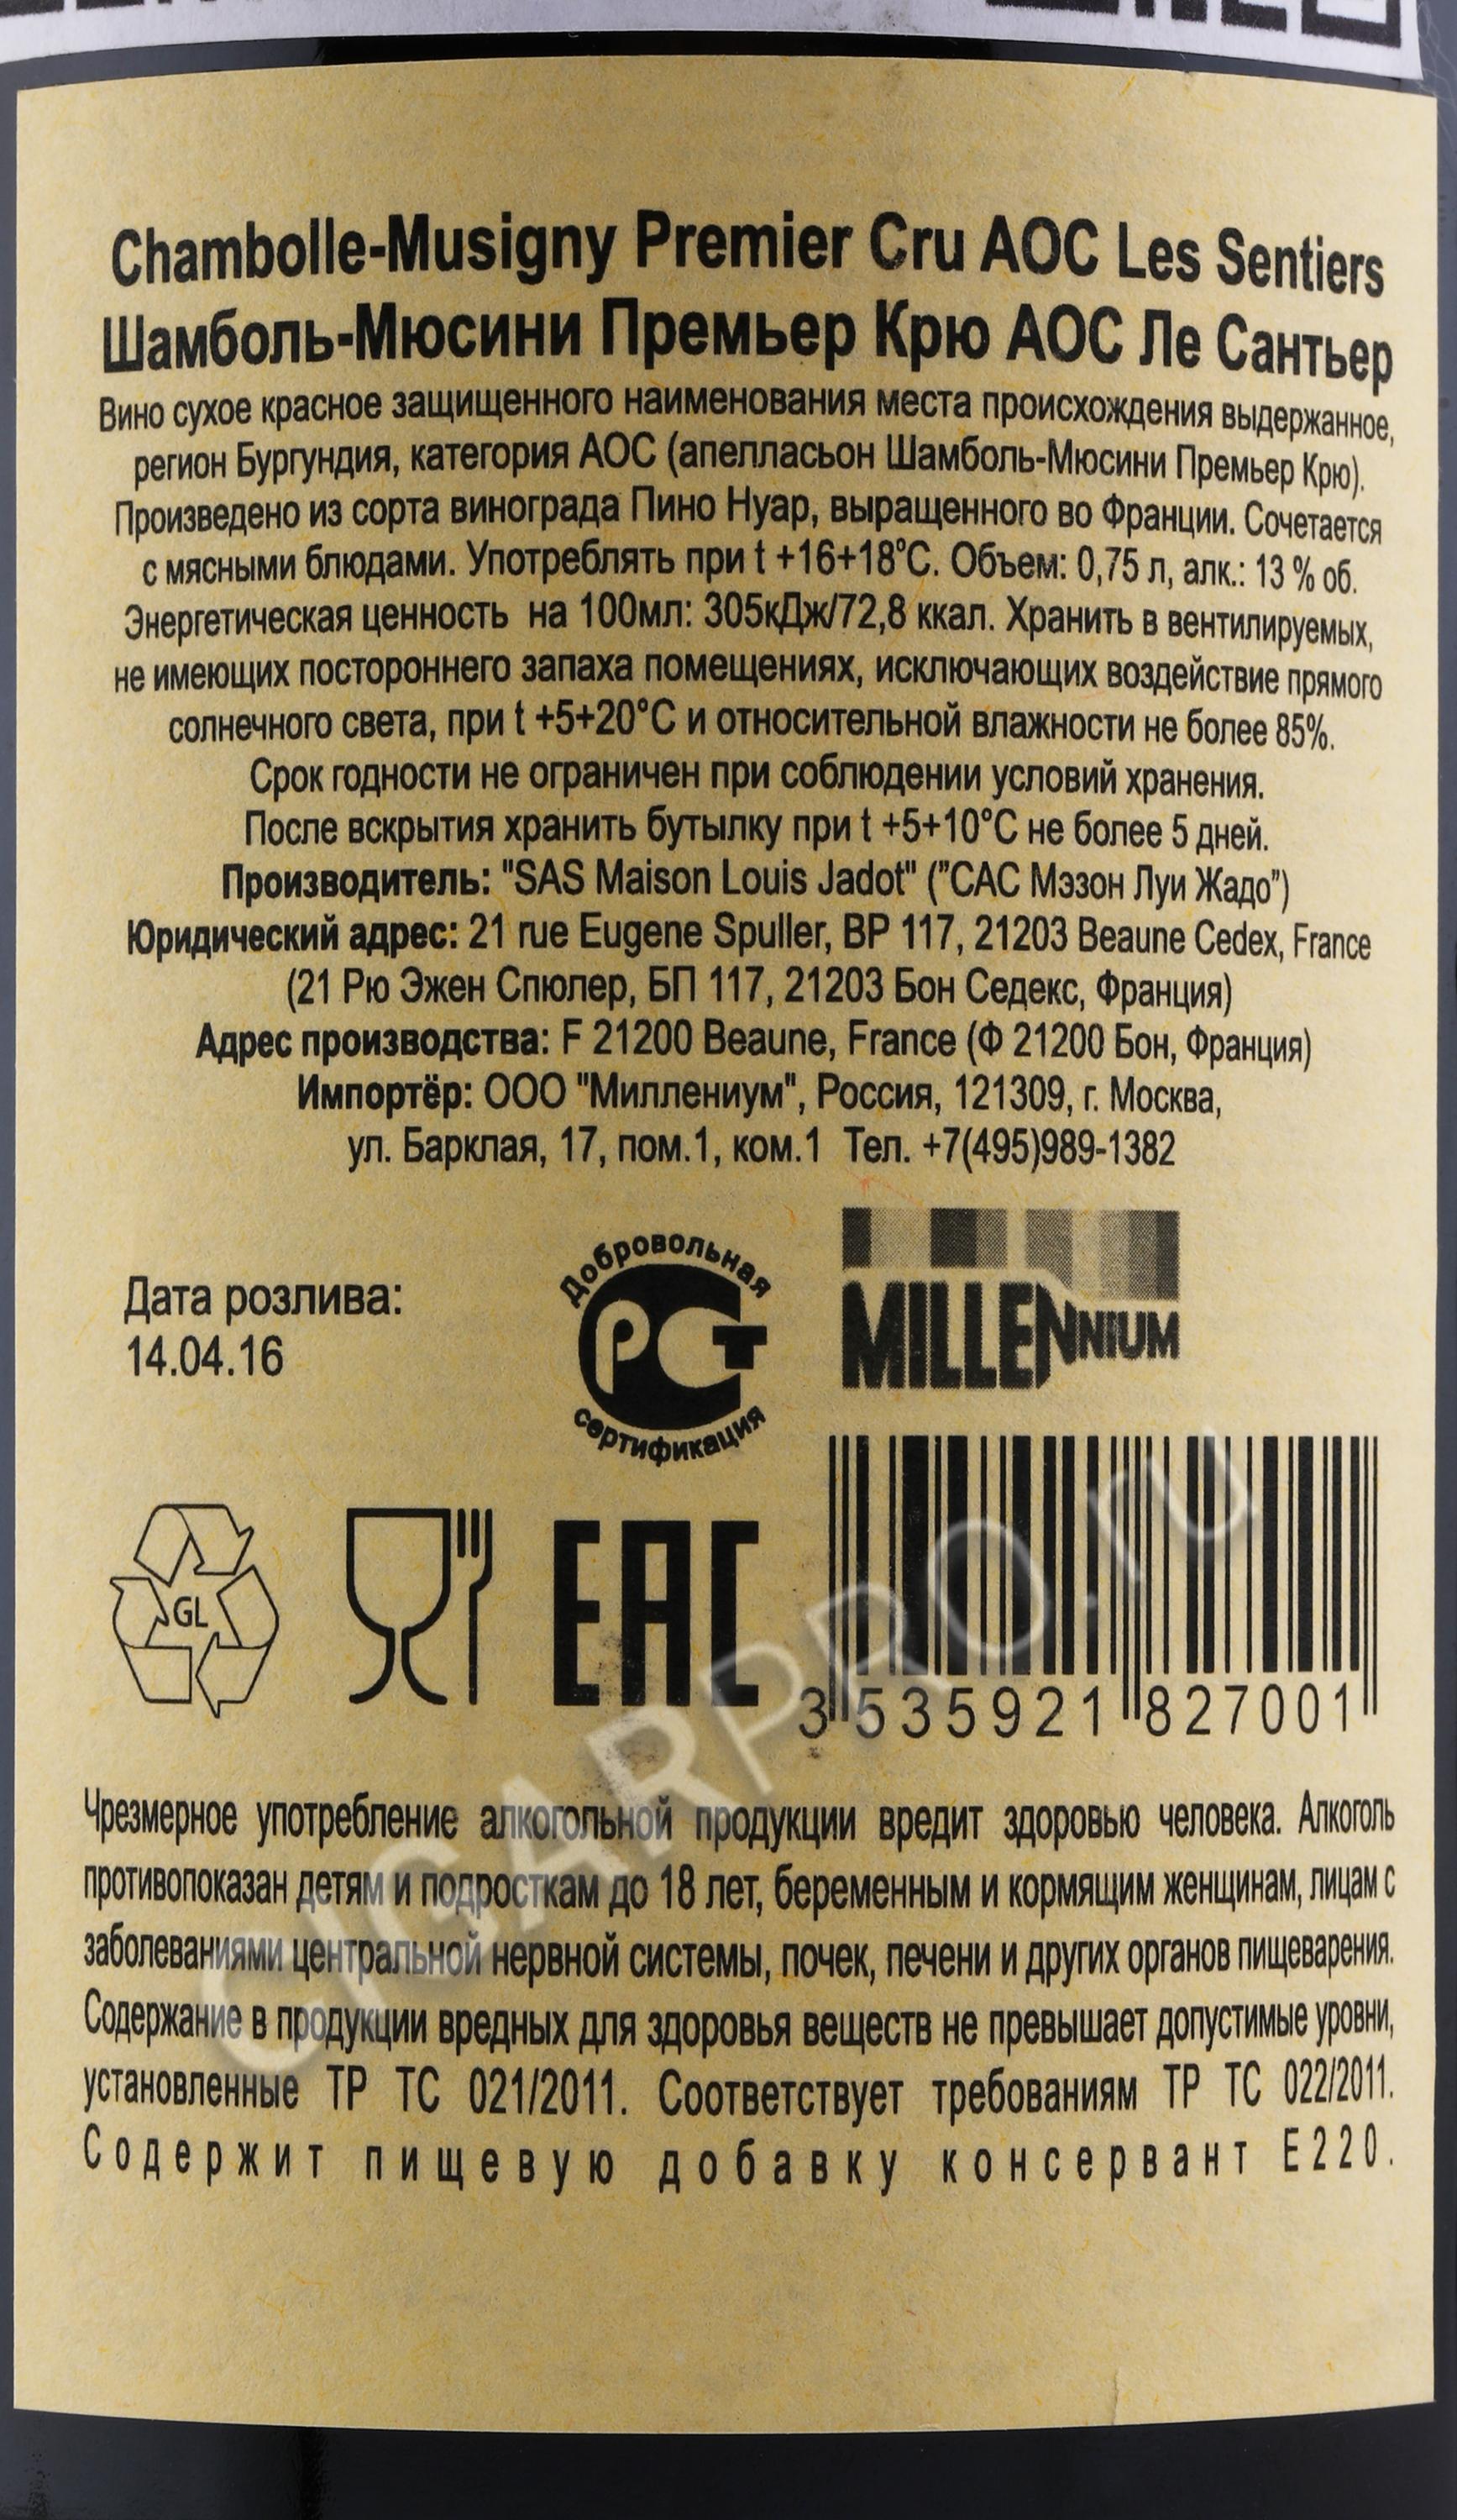 Chambolle-Musigny Premier Cru AOC Les Sentiers
Шамболь-Мюсини Премьер Крю АОС Ле Сантьер
Вино сухое красное защищенного наименования места происхождения выдержанное,
регион Бургундия, категория АОС (апелласьон Шамболь-Мюсини Премьер Крю).
Произведено из сорта винограда Пино Нуар, выращенного во Франции. Сочетается
с мясными блюдами. Употреблять при t +16+18°С. Объем: 0,75 л, алк.: 13 % об.
Энергетическая ценность на 100мл: 305кДж/72,8 ккал. Хранить в вентилируемых,
не имеющих постороннего запаха помещениях, исключающих воздействие прямого
солнечного света, при t +5+20°С и относительной влажности не более 85%.
Срок годности не ограничен при соблюдении условий хранения.
После вскрытия хранить бутылку при t +5+10°С не более 5 дней.
Производитель: "SAS Maison Louis Jadot" ("САС Мэзон Луи Жадо")
Юридический адрес: 21 rue Eugene Spuller, BP 117, 21203 Beaune Cedex, France
(21 Рю Эжен Спюлер, БП 117, 21203 Бон Седекс, Франция)
Адрес производства: F 21200 Beaune, France (Ф 21200 Бон, Франция)
Импортёр: ООО "Миллениум", Россия, 121309, г. Москва,
ул. Барклая, 17, пом.1, ком.1 Тел. +7(495)989-1382
Дата розлива:
14.04.16
Добровольная
РСТ
сертификация
MILLENNIUM
GL
EAC
3 535921 827001
CIGARPRO.ru
Чрезмерное употребление алкогольной продукции вредит здоровью человека. Алкоголь
противопоказан детям и подросткам до 18 лет, беременным и кормящим женщинам, лицам с
заболеваниями центральной нервной системы, почек, печени и других органов пищеварения.
Содержание в продукции вредных для здоровья веществ не превышает допустимые уровни,
установленные ТР ТС 021/2011. Соответствует требованиям ТР ТС 022/2011.
Содержит пищевую добавку консервант Е220.